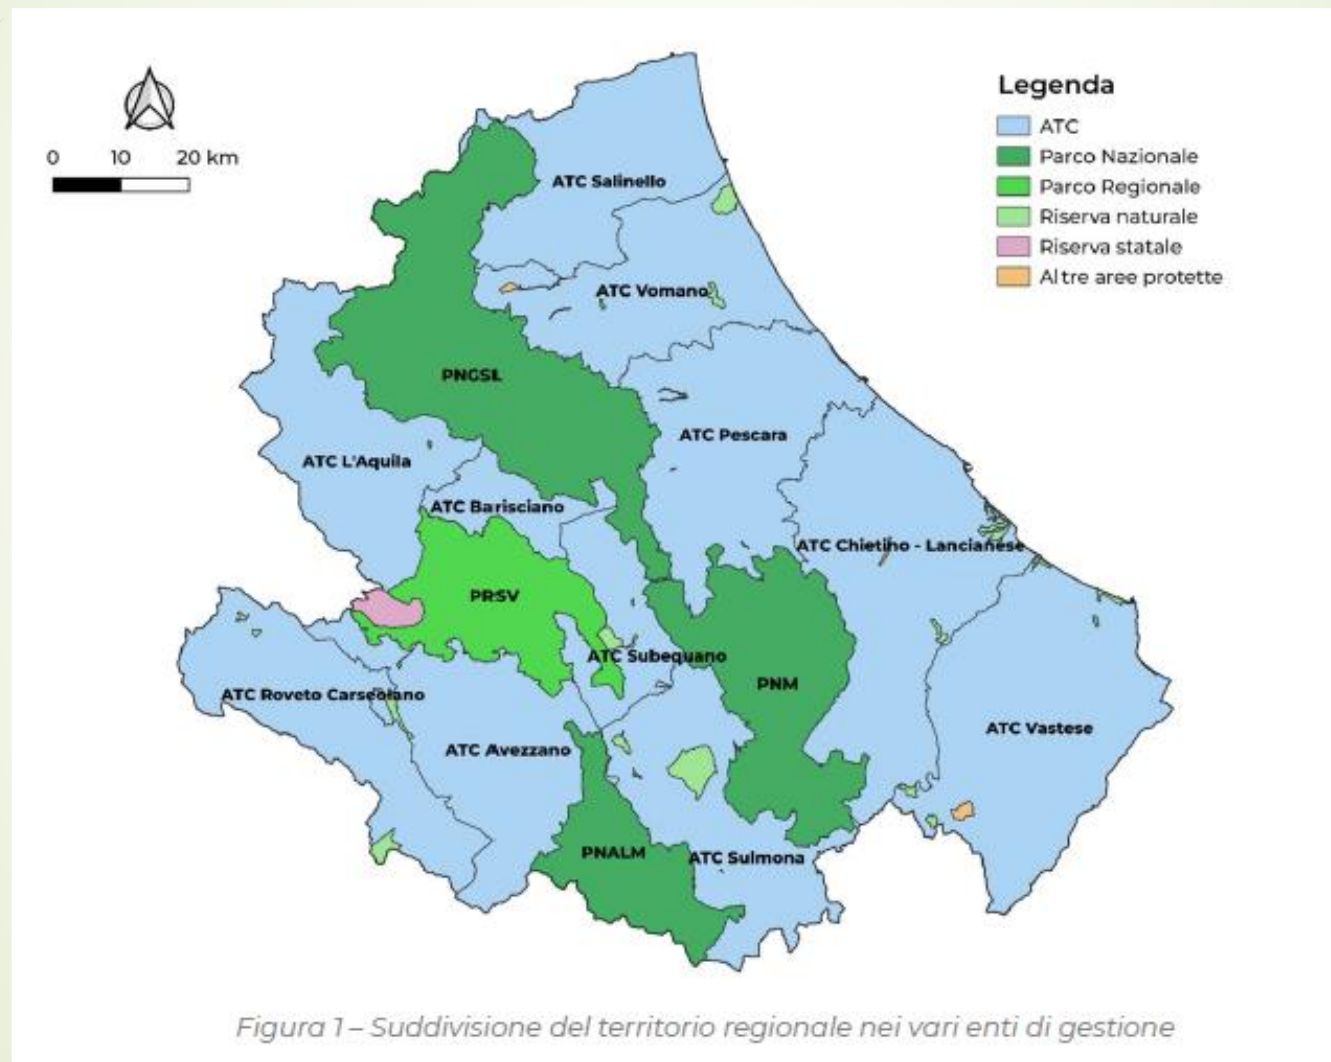 0 10 20 km
Legenda
ATC
Parco Nazionale
Parco Regionale
Riserva naturale
Riserva statale
Altre aree protette
ATC Salinello
ATC Vomano
PNGSL
ATC Pescara
ATC L'Aquila
ATC Barisciano
ATC Chietino - Lancianese
PRSV
ATC Subequano
PNM
ATC Roveto Carseolano
ATC Vastese
ATC Avezzano
PNALM
ATC Sulmona
Figura 1 – Suddivisione del territorio regionale nei vari enti di gestione